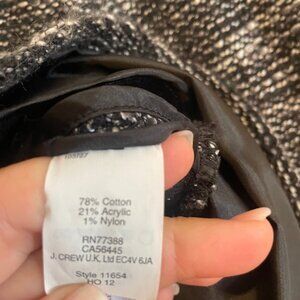 78% Cotton
21% Acrylic
1% Nylon
RN77388
CA56445
J. CREW U.K. Ltd EC4V 6JA
Style 11654
HO 12